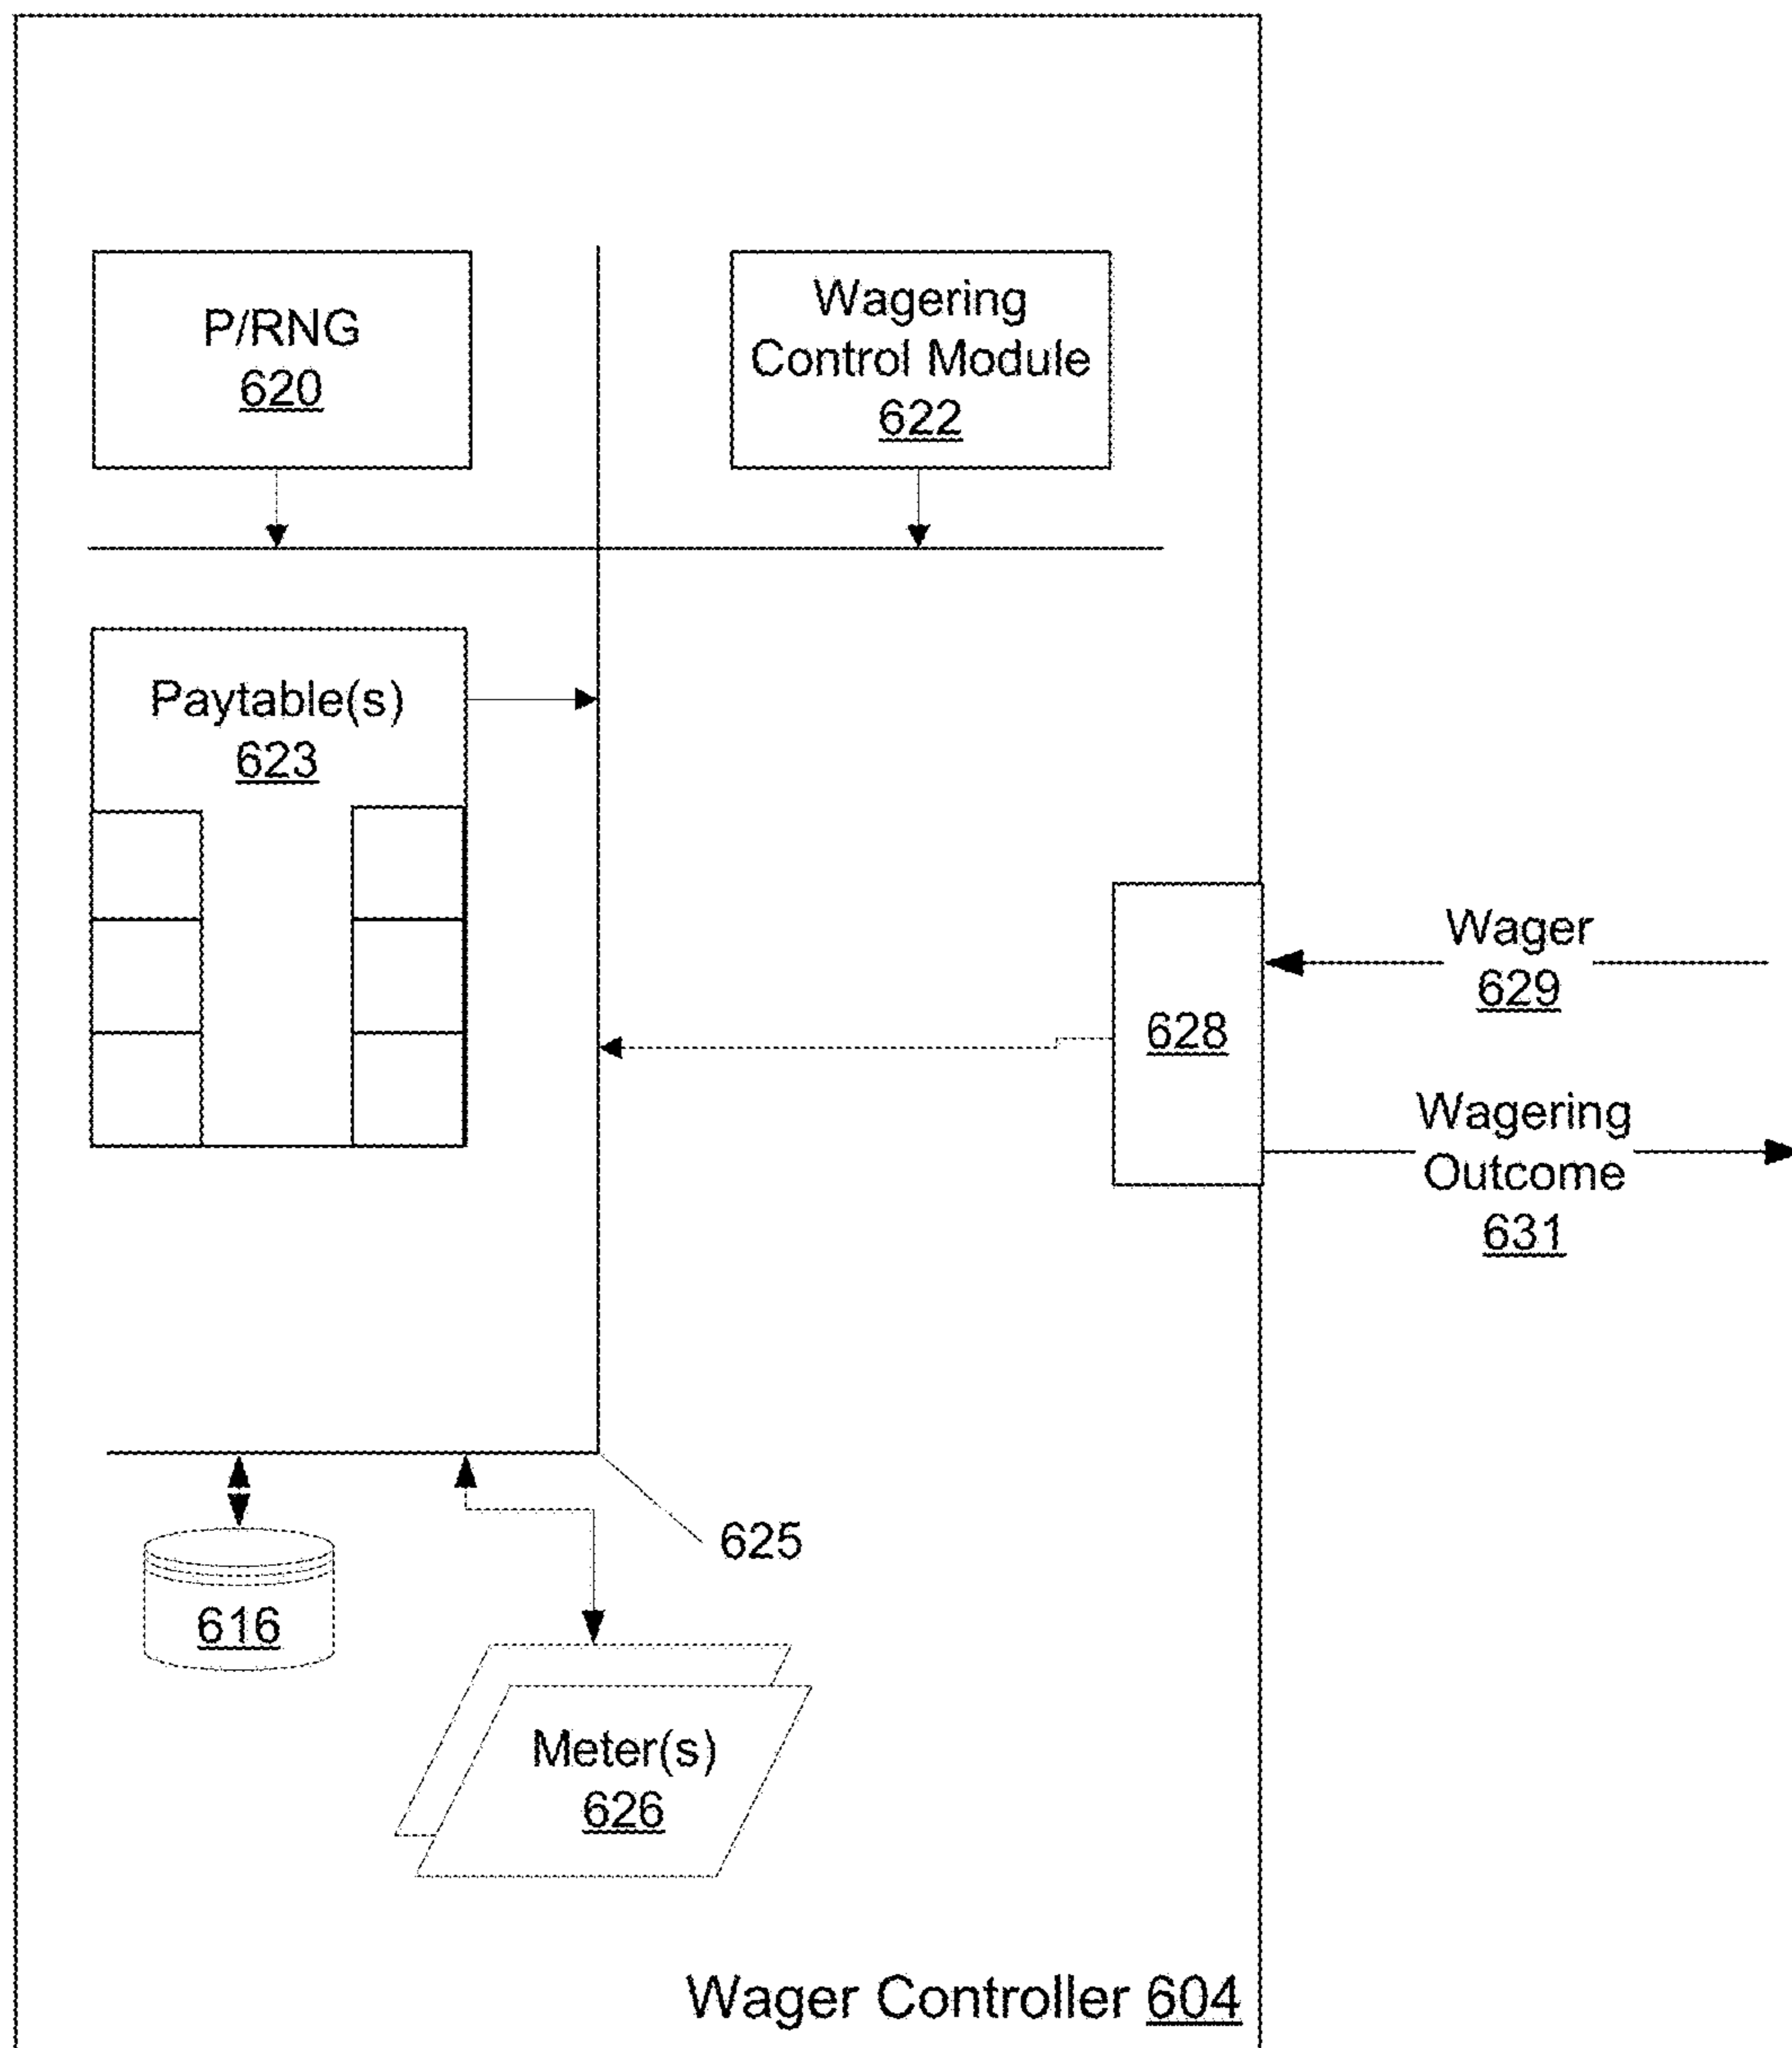 P/RNG
620
Wagering
Control Module
622
Paytable(s)
623
Wager
629
628
Wagering
Outcome
631
625
616
Meter(s)
626
Wager Controller 604